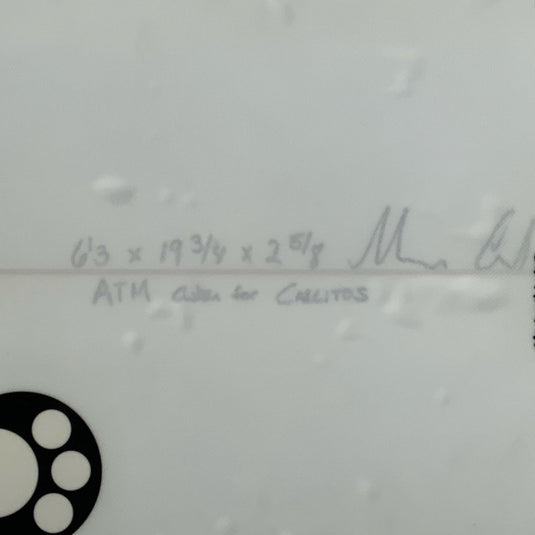 6'3 x 19 3/4 x 2 5/8
ATM for CARLITOS